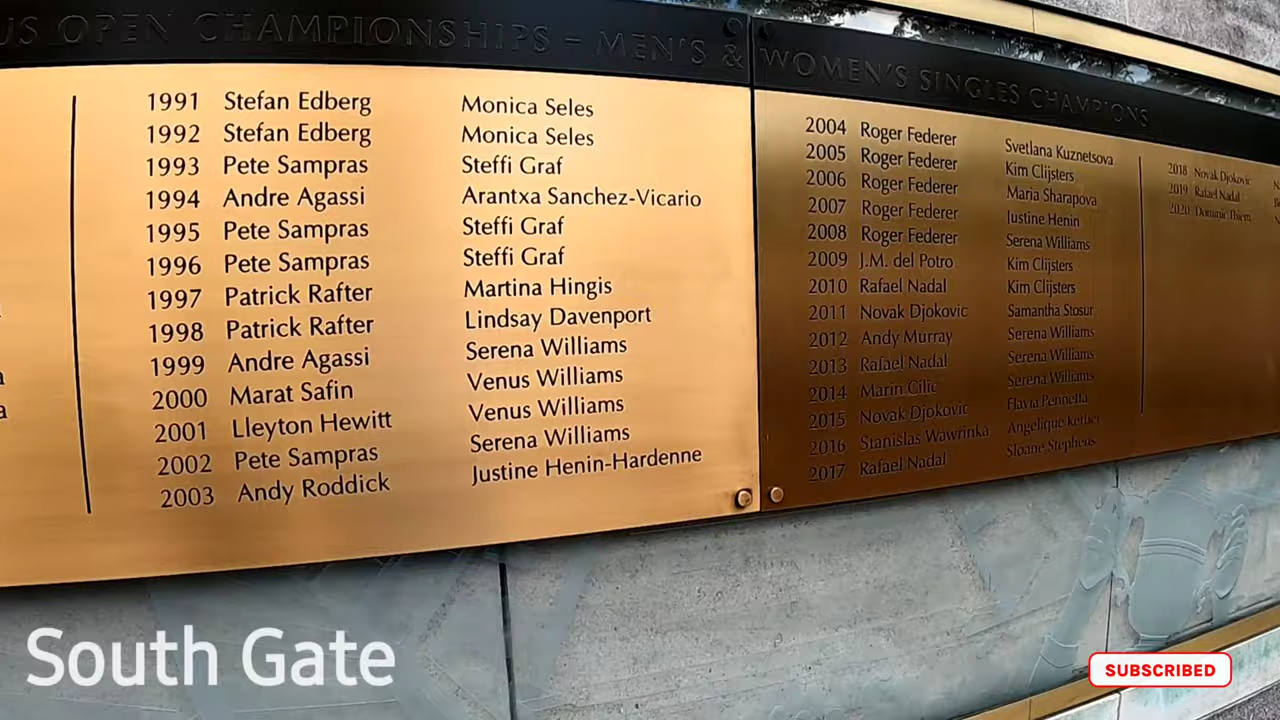 US OPEN CHAMPIONSHIPS – MEN'S & WOMEN'S SINGLES CHAMPIONS
1991 Stefan Edberg Monica Seles
1992 Stefan Edberg Monica Seles
1993 Pete Sampras Steffi Graf
1994 Andre Agassi Arantxa Sanchez-Vicario
1995 Pete Sampras Steffi Graf
1996 Pete Sampras Steffi Graf
1997 Patrick Rafter Martina Hingis
1998 Patrick Rafter Lindsay Davenport
1999 Andre Agassi Serena Williams
2000 Marat Safin Venus Williams
2001 Lleyton Hewitt Venus Williams
2002 Pete Sampras Serena Williams
2003 Andy Roddick Justine Henin-Hardenne
2004 Roger Federer Svetlana Kuznetsova
2005 Roger Federer Kim Clijsters
2006 Roger Federer Maria Sharapova
2007 Roger Federer Justine Henin
2008 Roger Federer Serena Williams
2009 J.M. del Potro Kim Clijsters
2010 Rafael Nadal Kim Clijsters
2011 Novak Djokovic Samantha Stosur
2012 Andy Murray Serena Williams
2013 Rafael Nadal Serena Williams
2014 Marin Cilic Serena Williams
2015 Novak Djokovic Flavia Pennetta
2016 Stanislas Wawrinka Angelique Kerber
2017 Rafael Nadal Sloane Stephens
2018 Novak Djokovic
2019 Rafael Nadal
2020 Dominic Thiem
South Gate
SUBSCRIBED